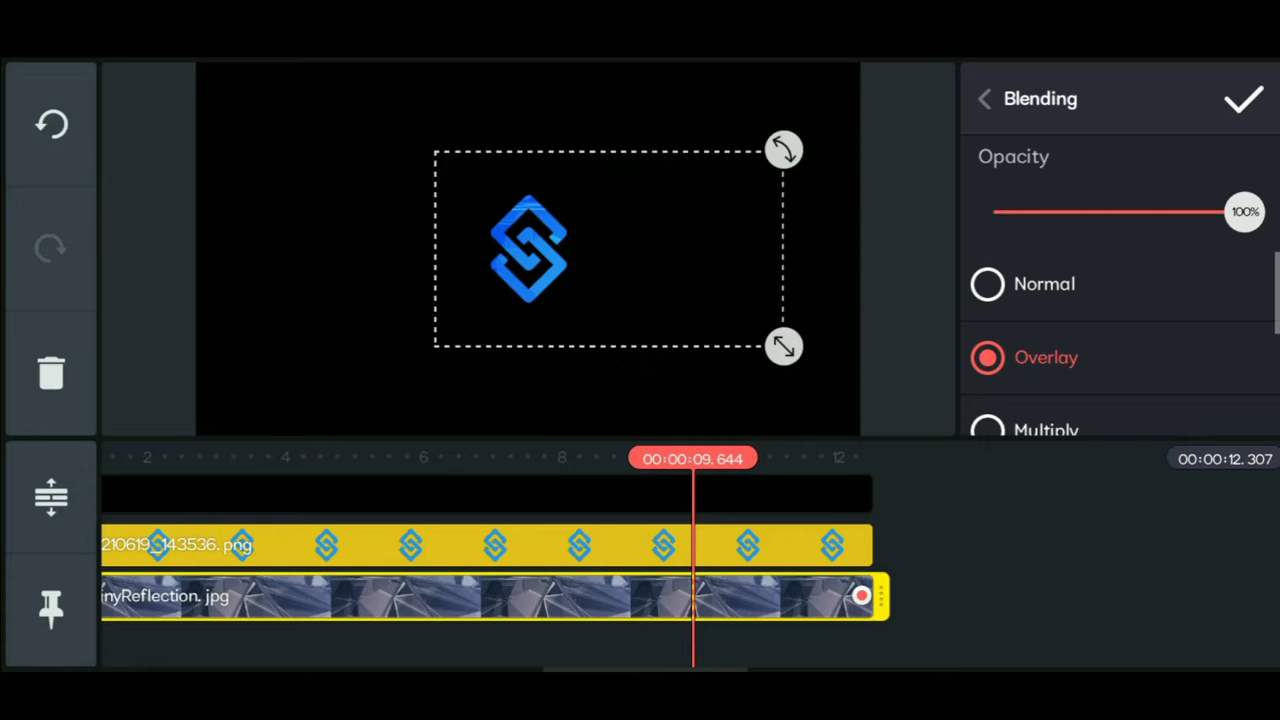 Blending
Opacity
100%
Normal
Overlay
Multiply
2 4 6 8 12
00:00:09.644
00:00:12.307
210619_143536.png
nyReflection.jpg